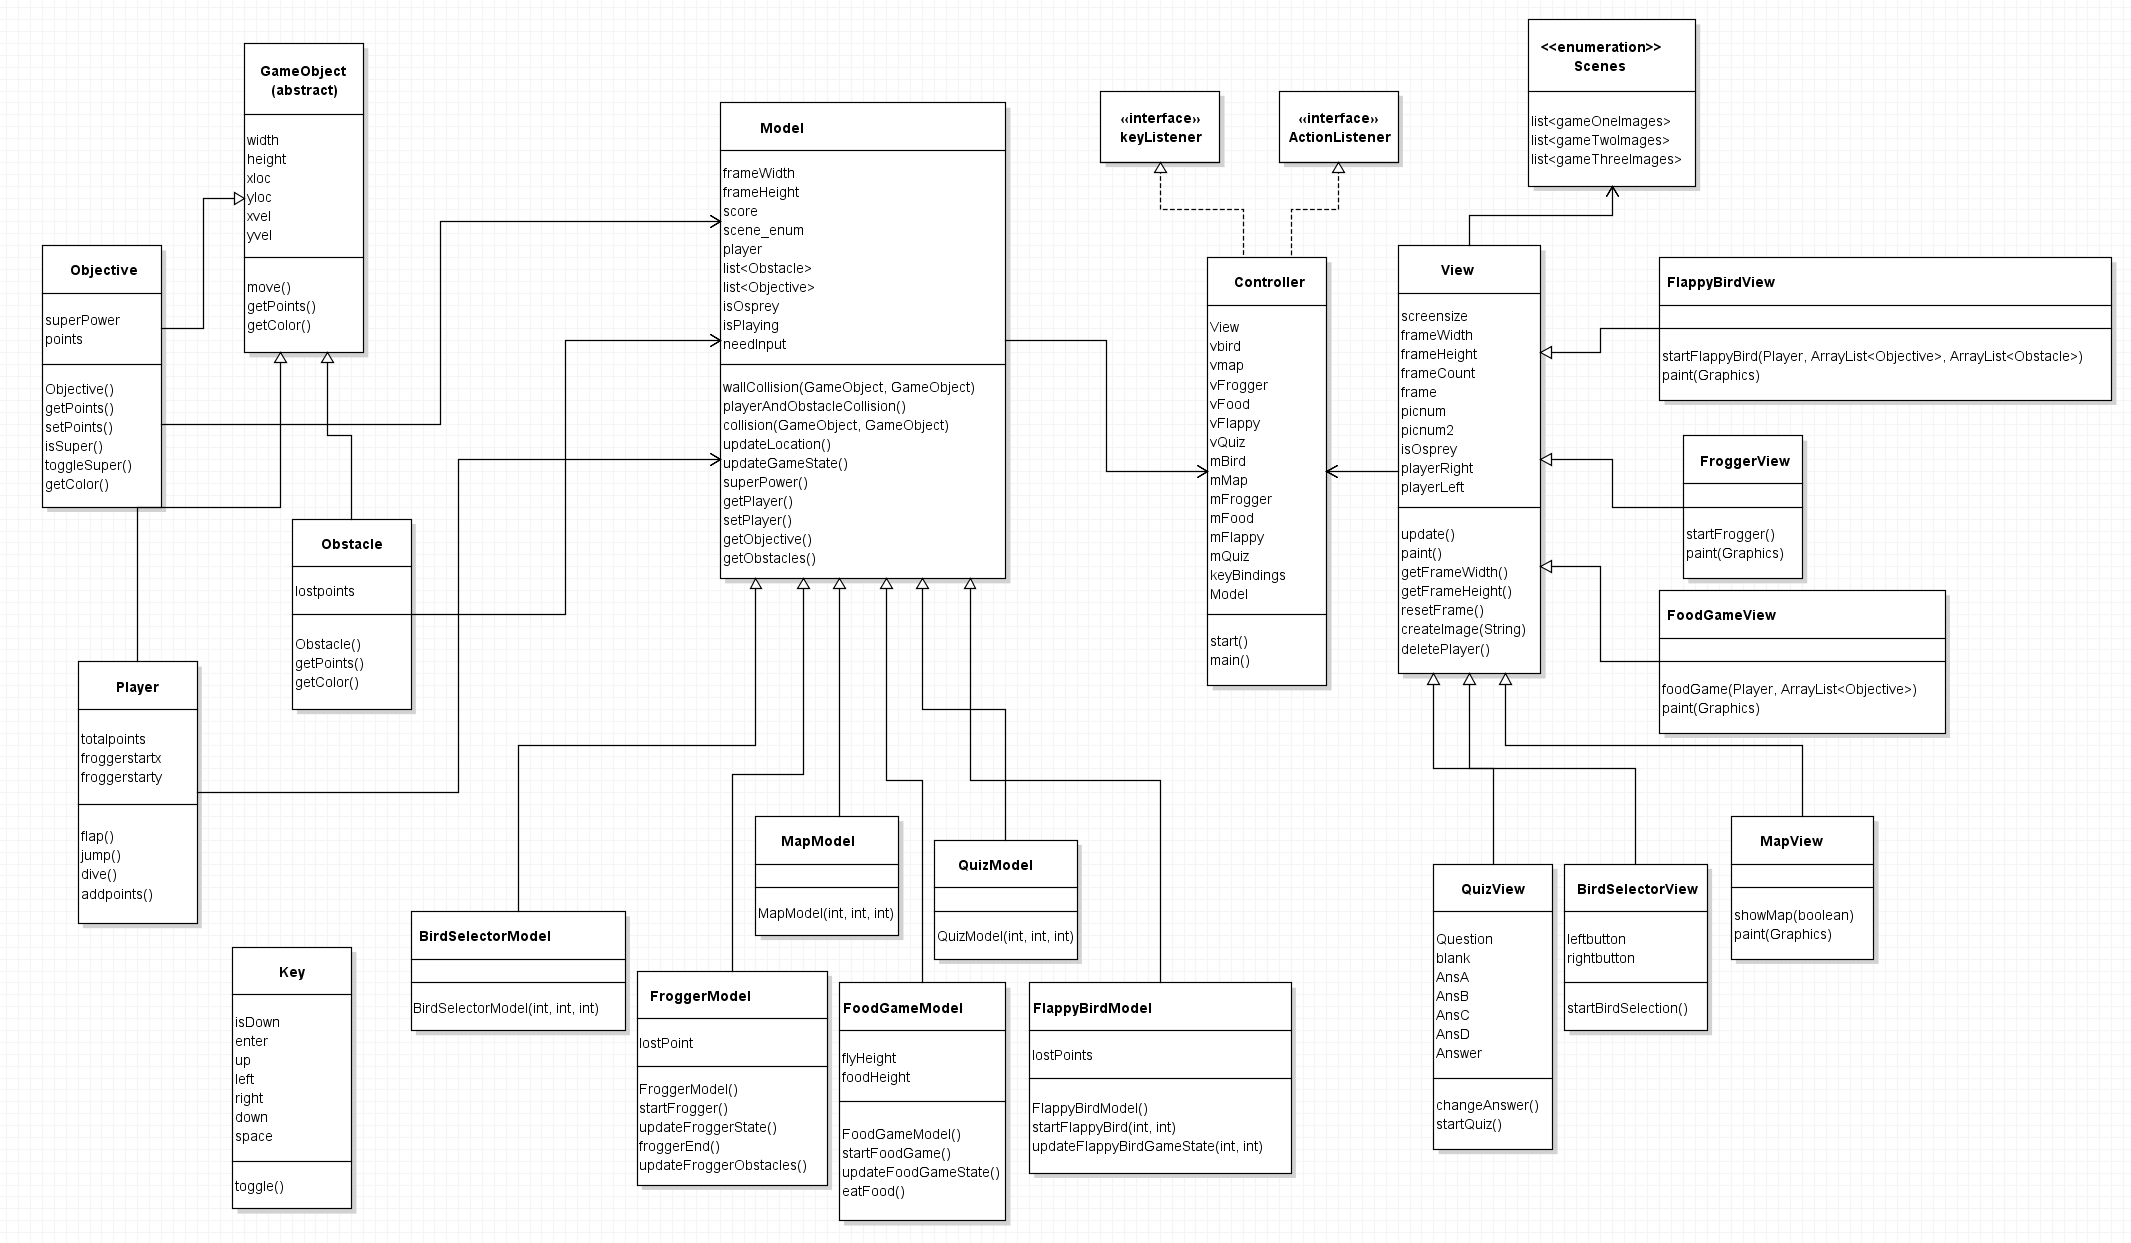 GameObject
(abstract)
width
height
xloc
yloc
xvel
yvel
move()
getPoints()
getColor()
Objective
superPower
points
Objective()
getPoints()
setPoints()
isSuper()
toggleSuper()
getColor()
Obstacle
lostpoints
Obstacle()
getPoints()
getColor()
Player
totalpoints
froggerstartx
froggerstarty
flap()
jump()
dive()
addpoints()
Key
isDown
enter
up
left
right
down
space
toggle()
Model
frameWidth
frameHeight
score
scene_enum
player
list<Obstacle>
list<Objective>
isOsprey
isPlaying
needInput
wallCollision(GameObject, GameObject)
playerAndObstacleCollision()
collision(GameObject, GameObject)
updateLocation()
updateGameState()
superPower()
getPlayer()
setPlayer()
getObjective()
getObstacles()
BirdSelectorModel
BirdSelectorModel(int, int, int)
FroggerModel
lostPoint
FroggerModel()
startFrogger()
updateFroggerState()
froggerEnd()
updateFroggerObstacles()
MapModel
MapModel(int, int, int)
FoodGameModel
flyHeight
foodHeight
FoodGameModel()
startFoodGame()
updateFoodGameState()
eatFood()
QuizModel
QuizModel(int, int, int)
FlappyBirdModel
lostPoints
FlappyBirdModel()
startFlappyBird(int, int)
updateFlappyBirdGameState(int, int)
«interface»
keyListener
«interface»
ActionListener
Controller
View
vbird
vmap
vFrogger
vFood
vFlappy
vQuiz
mBird
mMap
mFrogger
mFood
mFlappy
mQuiz
keyBindings
Model
start()
main()
<<enumeration>>
Scenes
list<gameOneImages>
list<gameTwoImages>
list<gameThreeImages>
View
screensize
frameWidth
frameHeight
frameCount
frame
picnum
picnum2
isOsprey
playerRight
playerLeft
update()
paint()
getFrameWidth()
getFrameHeight()
resetFrame()
createImage(String)
deletePlayer()
FlappyBirdView
startFlappyBird(Player, ArrayList<Objective>, ArrayList<Obstacle>)
paint(Graphics)
FroggerView
startFrogger()
paint(Graphics)
FoodGameView
foodGame(Player, ArrayList<Objective>)
paint(Graphics)
QuizView
Question
blank
AnsA
AnsB
AnsC
AnsD
Answer
changeAnswer()
startQuiz()
BirdSelectorView
leftbutton
rightbutton
startBirdSelection()
MapView
showMap(boolean)
paint(Graphics)